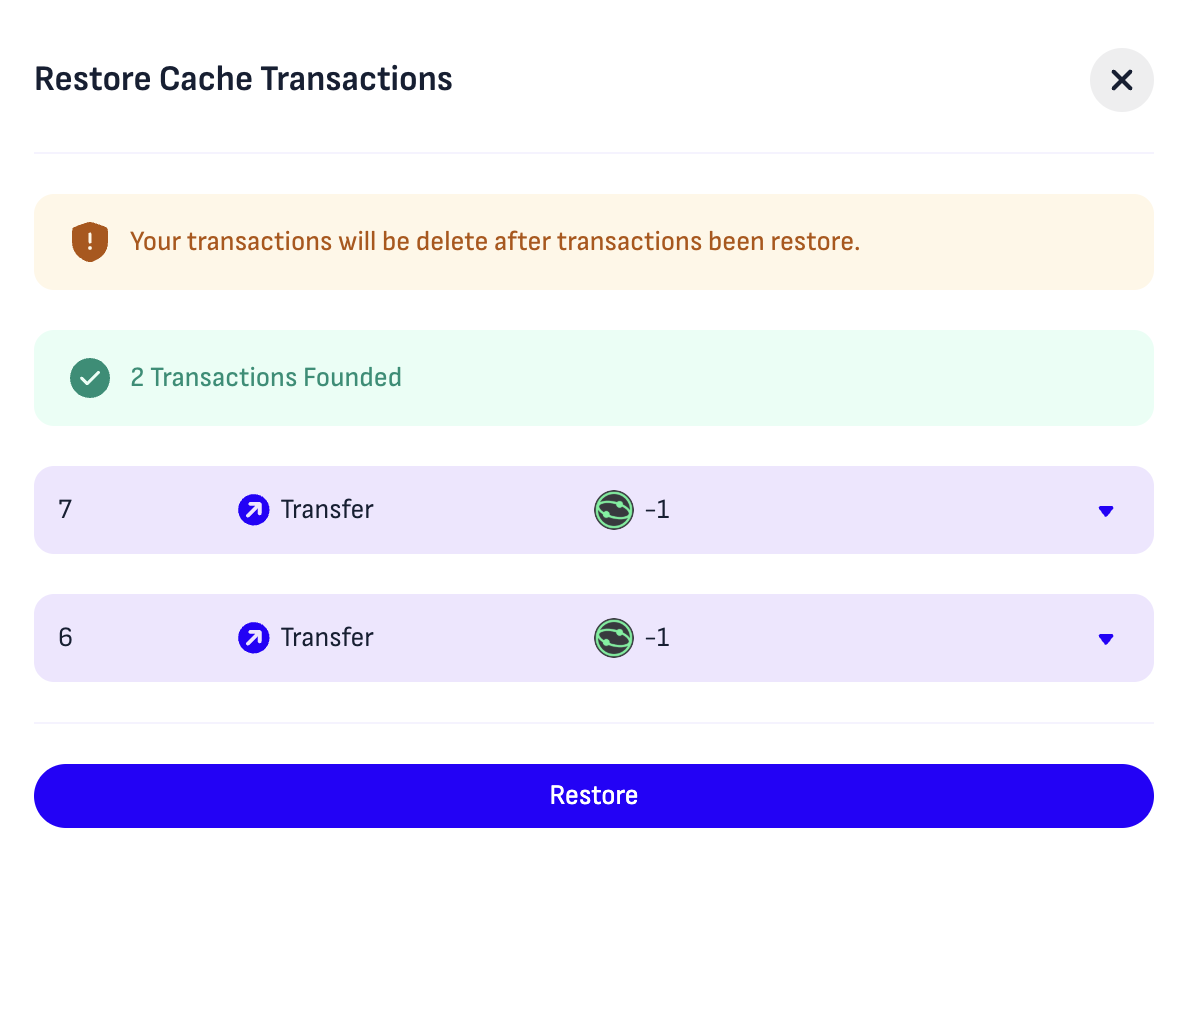 Restore Cache Transactions
Your transactions will be delete after transactions been restore.
2 Transactions Founded
7 Transfer -1
6 Transfer -1
Restore